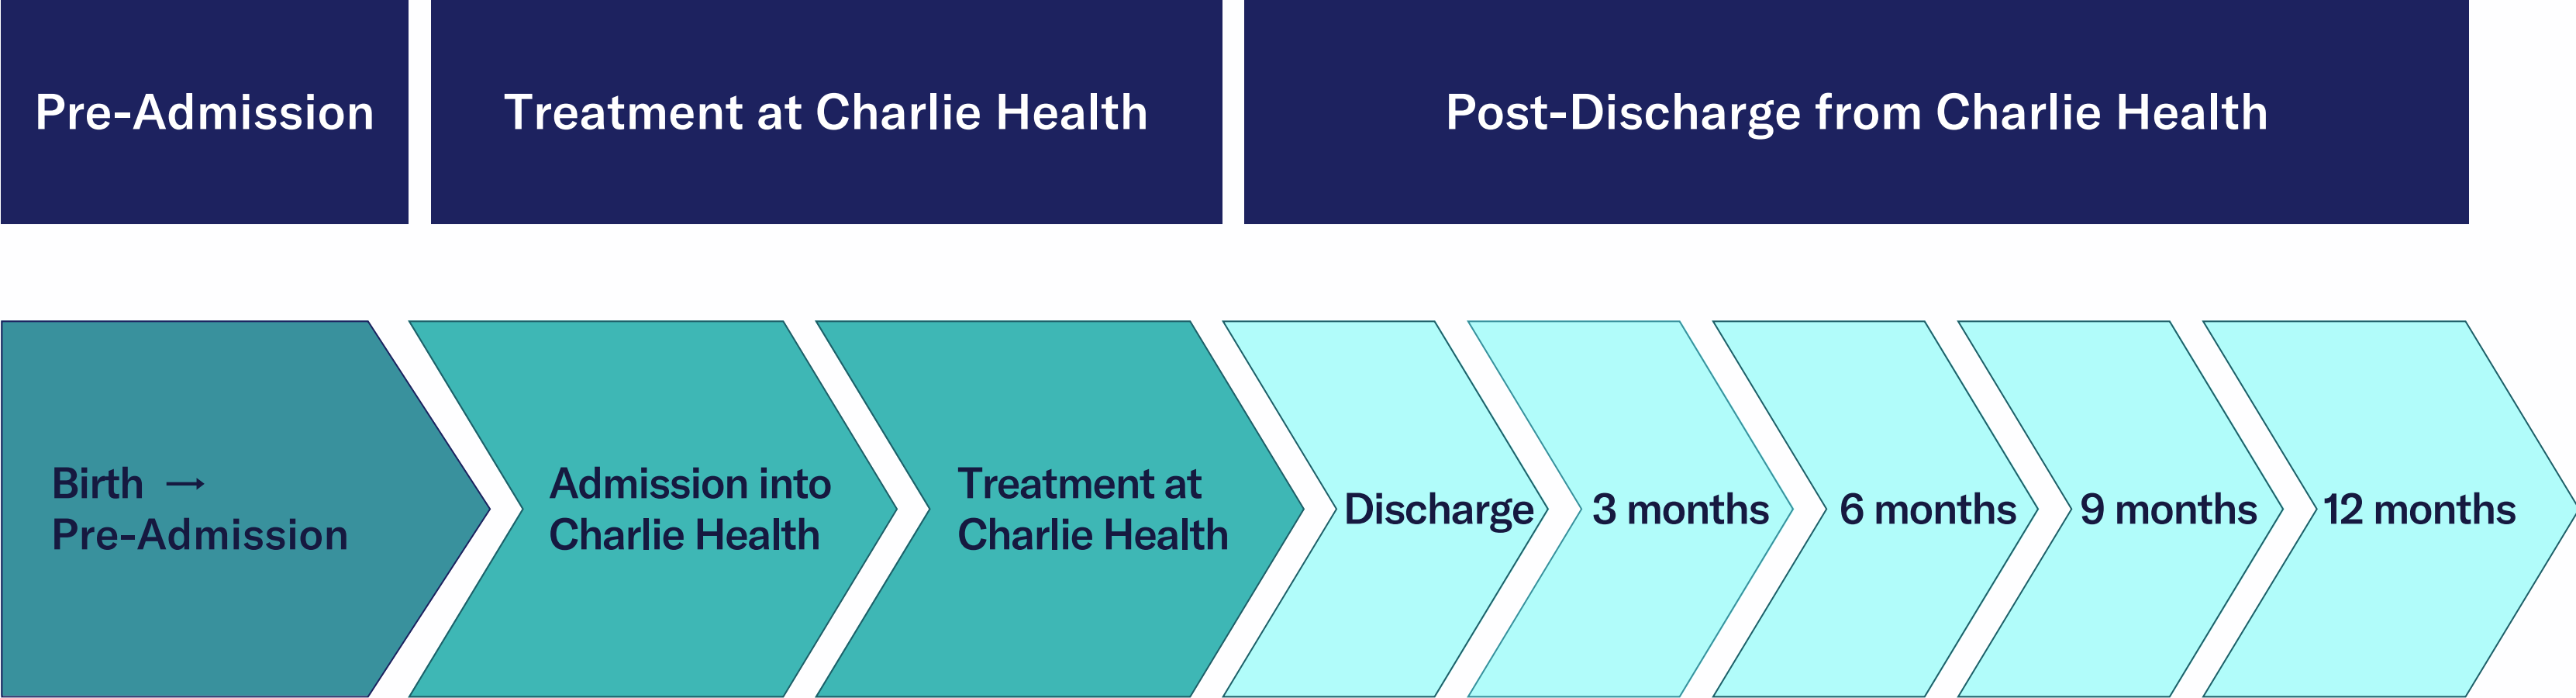 Pre-Admission
Treatment at Charlie Health
Post-Discharge from Charlie Health
Birth →
Pre-Admission
Admission into
Charlie Health
Treatment at
Charlie Health
Discharge
3 months
6 months
9 months
12 months